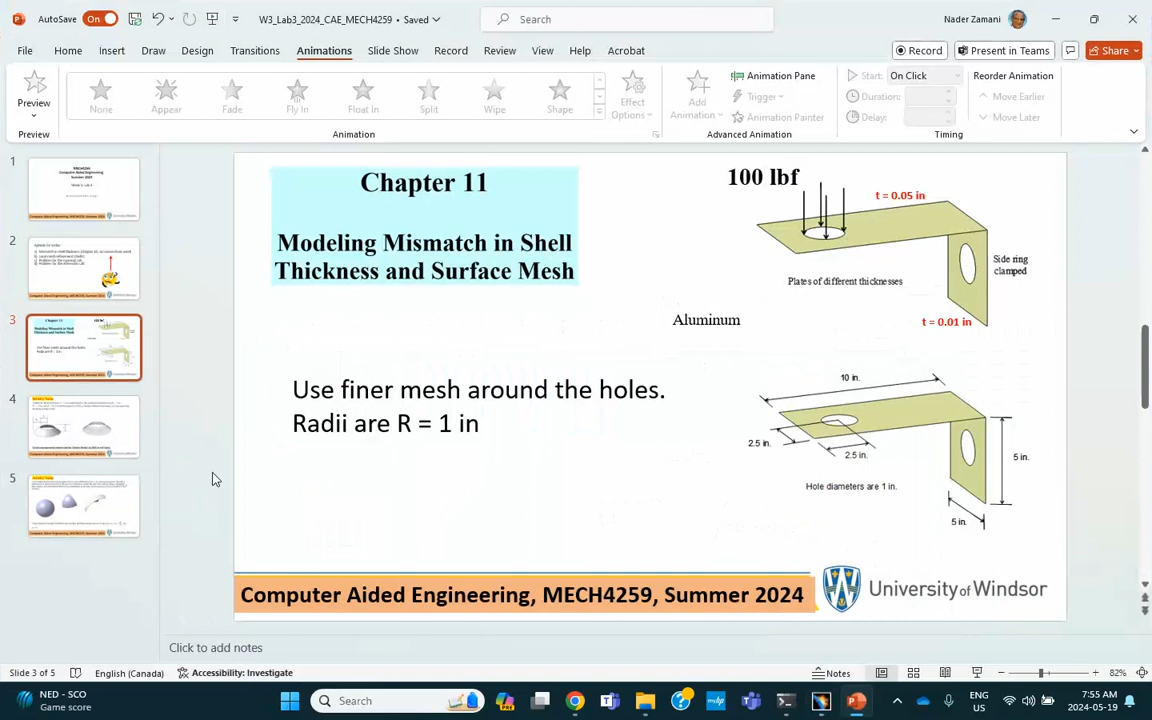 AutoSave On W3_Lab3_2024_CAE_MECH4259 • Saved Search Nader Zamani
File Home Insert Draw Design Transitions Animations Slide Show Record Review View Help Acrobat Record Present in Teams Share
Preview None Appear Fade Fly In Float In Split Wipe Shape Effect Options Add Animation Animation Pane Trigger Animation Painter Start: On Click Duration: Delay: Reorder Animation Move Earlier Move Later
Preview Animation Advanced Animation Timing
1
2
3
4
5
Chapter 11
Modeling Mismatch in Shell
Thickness and Surface Mesh
100 lbf
t = 0.05 in
Plates of different thicknesses
Side ring
clamped
Aluminum
t = 0.01 in
Use finer mesh around the holes.
Radii are R = 1 in
10 in.
2.5 in.
2.5 in.
5 in.
Hole diameters are 1 in.
5 in.
Computer Aided Engineering, MECH4259, Summer 2024
University of Windsor
Click to add notes
Slide 3 of 5 English (Canada) Accessibility: Investigate Notes 82%
NED - SCO
Game score
Search
ENG
US
7:55 AM
2024-05-19